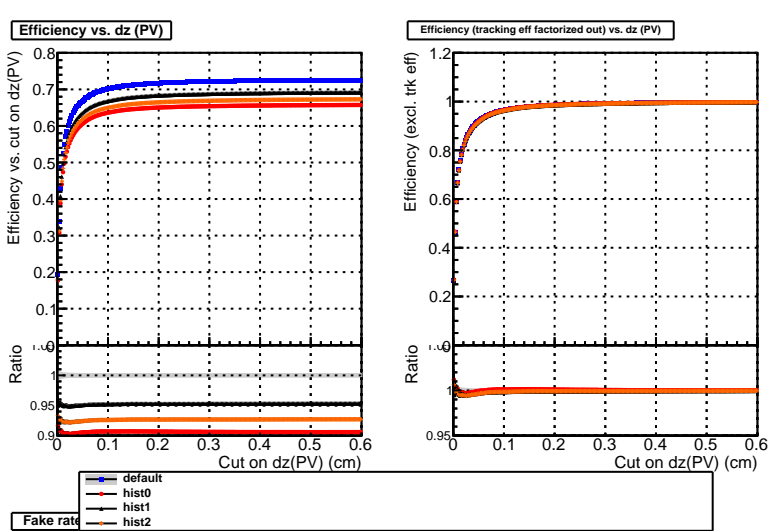 Efficiency vs. dz (PV)
Efficiency vs. cut on dz(PV)
0.8
0.7
0.6
0.5
0.4
0.3
0.2
0.1
0
Ratio
1
0.95
0.9
0 0.1 0.2 0.3 0.4 0.5 0.6
Cut on dz(PV) (cm)
Efficiency (tracking eff factorized out) vs. dz (PV)
Efficiency (excl. trk eff)
1.2
1
0.8
0.6
0.4
0.2
0
Ratio
1
0.95
0 0.1 0.2 0.3 0.4 0.5 0.6
Cut on dz(PV) (cm)
default
hist0
hist1
hist2
Fake rate